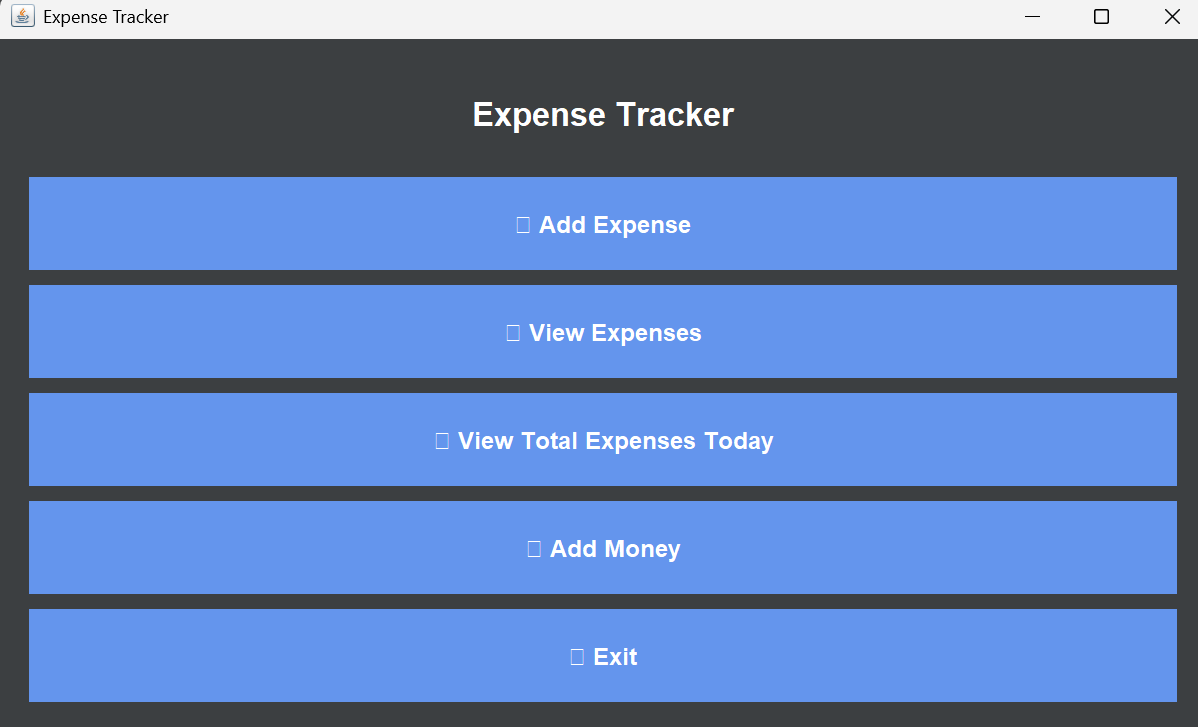 Expense Tracker
Expense Tracker
Add Expense
View Expenses
View Total Expenses Today
Add Money
Exit